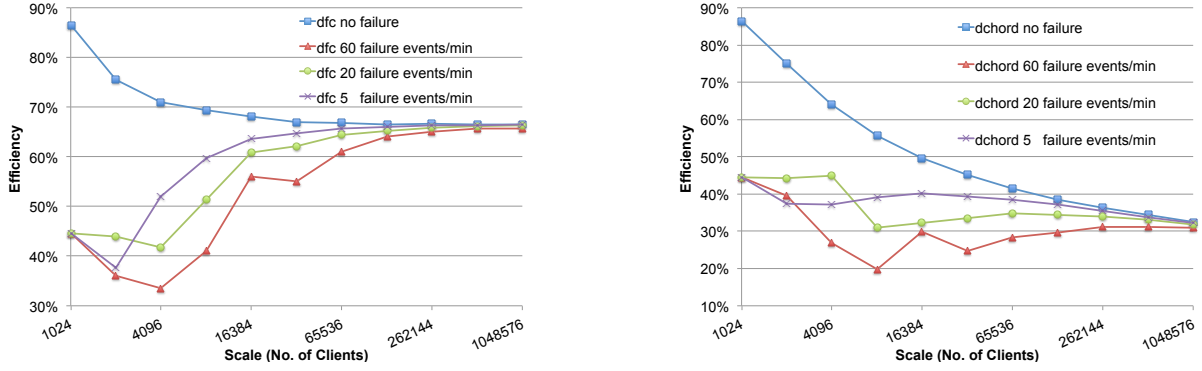 90%
80%
70%
60%
50%
40%
30%
Efficiency
dfc no failure
dfc 60 failure events/min
dfc 20 failure events/min
dfc 5 failure events/min
1024
4096
16384
65536
262144
1048576
Scale (No. of Clients)
90%
80%
70%
60%
50%
40%
30%
20%
10%
Efficiency
dchord no failure
dchord 60 failure events/min
dchord 20 failure events/min
dchord 5 failure events/min
1024
4096
16384
65536
262144
1048576
Scale (No. of Clients)